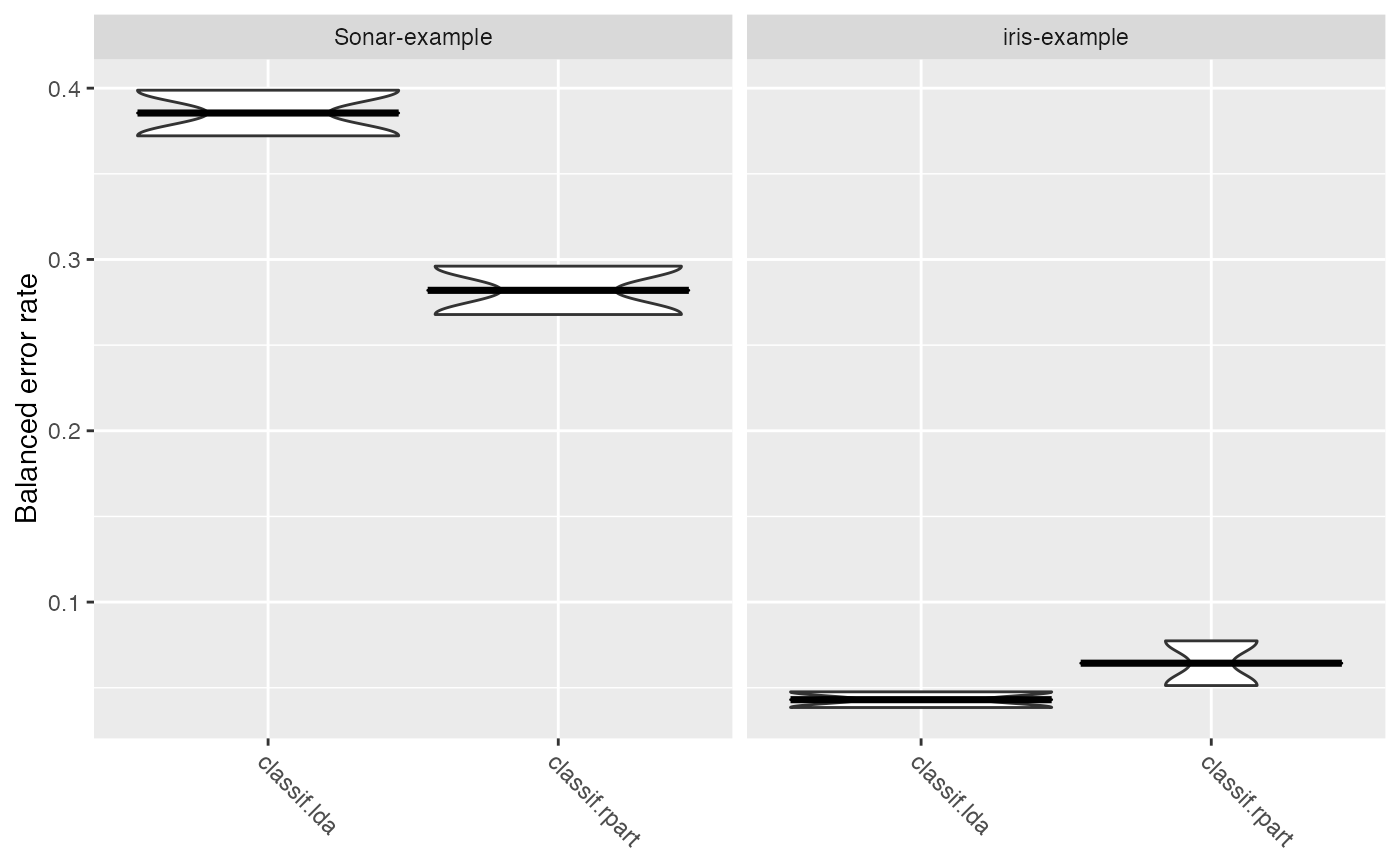 Sonar-example
iris-example
Balanced error rate
0.4
0.3
0.2
0.1
classif.lda
classif.rpart
classif.lda
classif.rpart